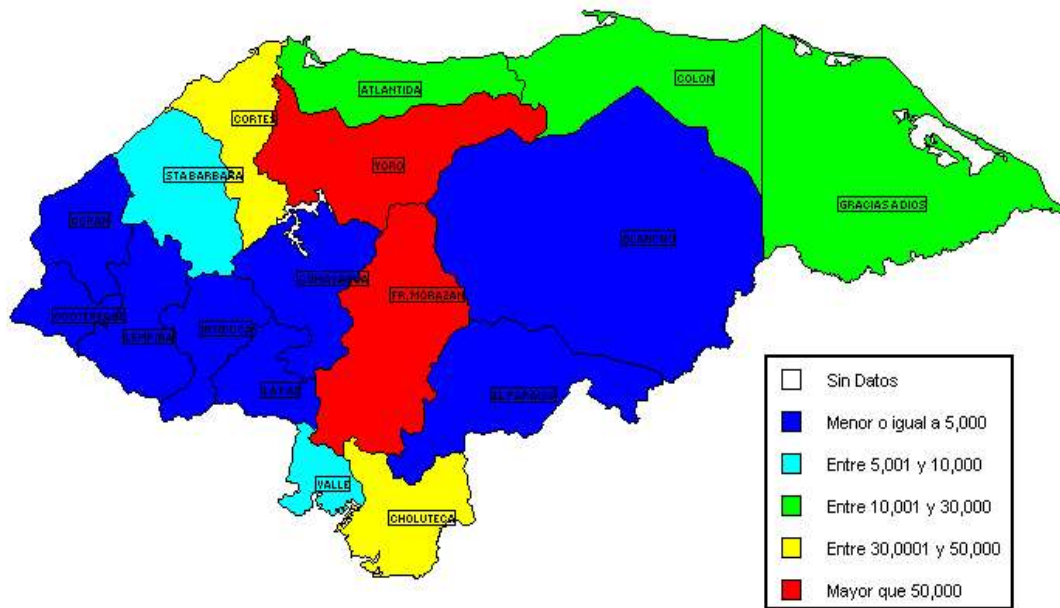 ATLANTIDA
COLON
CORTES
YORO
STA BARBARA
COPAN
GRACIAS A DIOS
OLANCHO
COMAYAGUA
FR. MORAZAN
OCOTEPEQUE
LEMPIRA
INTIBUCA
LA PAZ
EL PARAISO
VALLE
CHOLUTECA
Sin Datos
Menor o igual a 5,000
Entre 5,001 y 10,000
Entre 10,001 y 30,000
Entre 30,0001 y 50,000
Mayor que 50,000